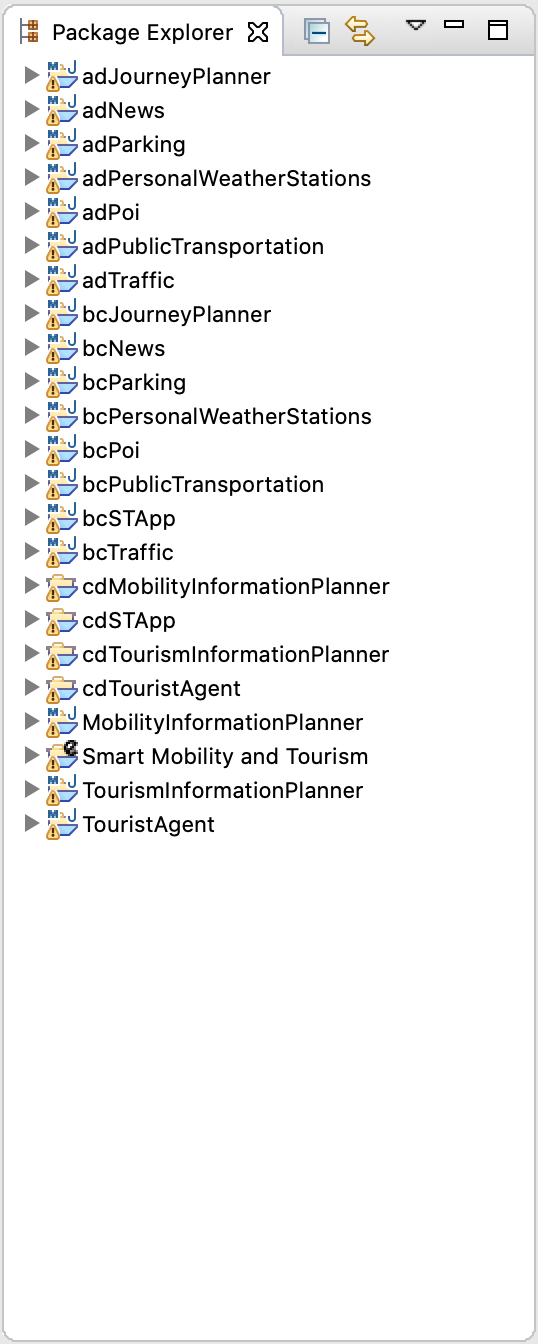 Package Explorer
adJourneyPlanner
adNews
adParking
adPersonalWeatherStations
adPoi
adPublicTransportation
adTraffic
bcJourneyPlanner
bcNews
bcParking
bcPersonalWeatherStations
bcPoi
bcPublicTransportation
bcSTApp
bcTraffic
cdMobilityInformationPlanner
cdSTApp
cdTourismInformationPlanner
cdTouristAgent
MobilityInformationPlanner
Smart Mobility and Tourism
TourismInformationPlanner
TouristAgent